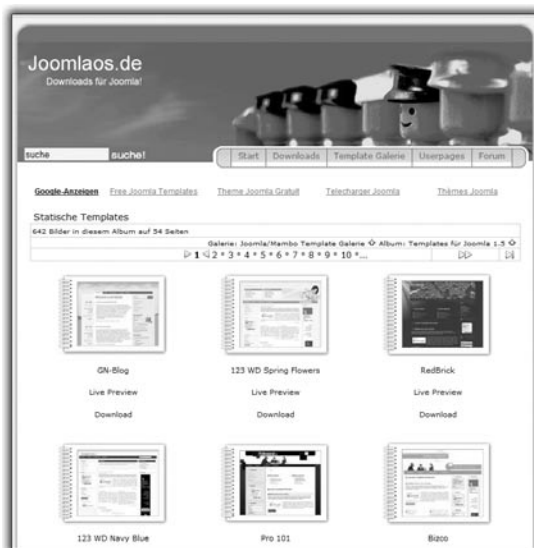 Joomlaos.de
Downloads für Joomla!
suche suche!
Start Downloads Template Galerie Userpages Forum
Google-Anzeigen Free Joomla Templates Theme Joomla Gratuit Telecharger Joomla Thèmes Joomla
Statische Templates
642 Bilder in diesem Album auf 54 Seiten
Galerie: Joomla/Mambo Template Galerie Album: Templates für Joomla 1.5
1 2 * 3 * 4 * 5 * 6 * 7 * 8 * 9 * 10 *...
GN-Blog 123 WD Spring Flowers RedBrick
Live Preview Live Preview Live Preview
Download Download Download
123 WD Navy Blue Pro 101 Bizco